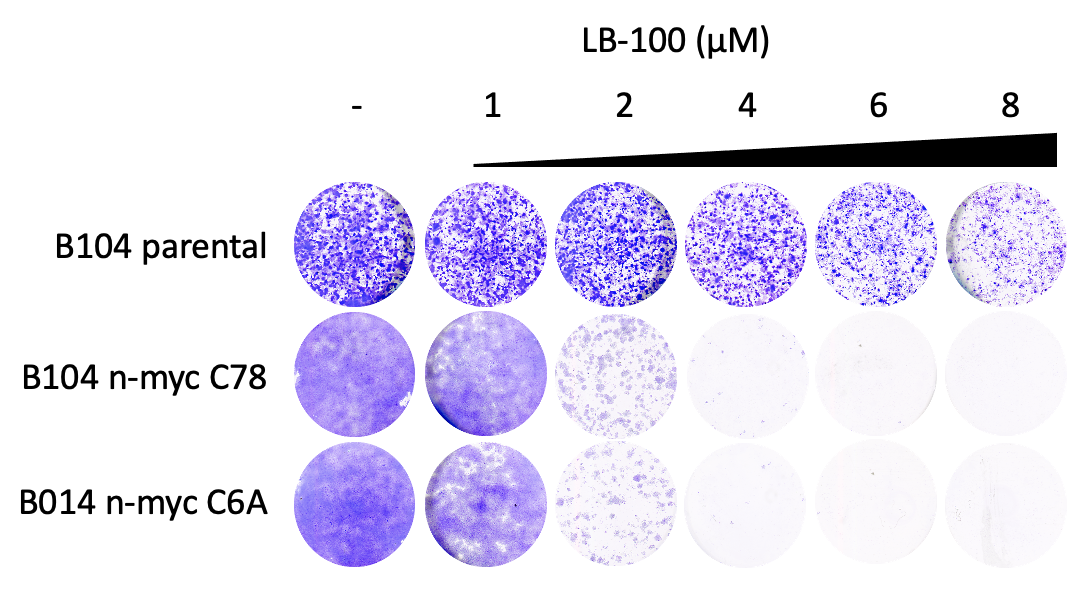 LB-100 (µM)
- 1 2 4 6 8
B104 parental
B104 n-myc C78
B014 n-myc C6A